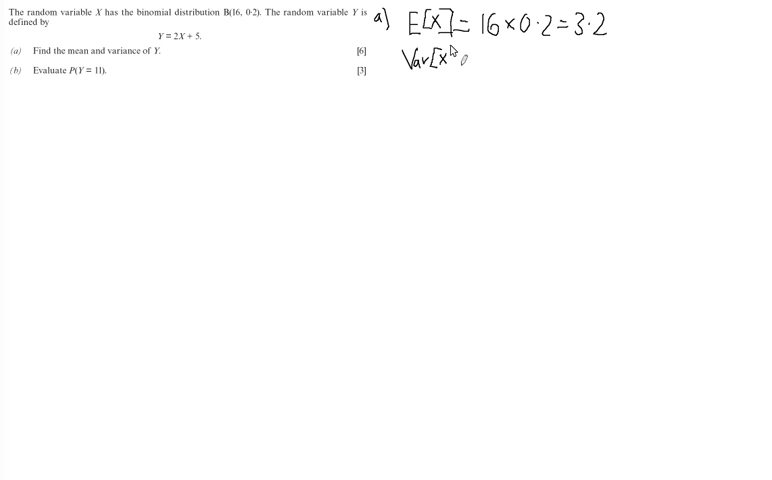 The random variable X has the binomial distribution B(16, 0·2). The random variable Y is
defined by
Y = 2X + 5.
(a) Find the mean and variance of Y. [6]
(b) Evaluate P(Y = 11). [3]
a) E[X] = 16 × 0·2 = 3·2
Var[X